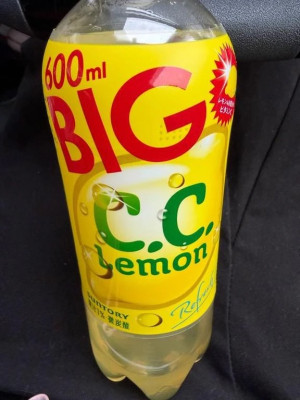 600ml
BIG
C.C.
Lemon
SUNTORY